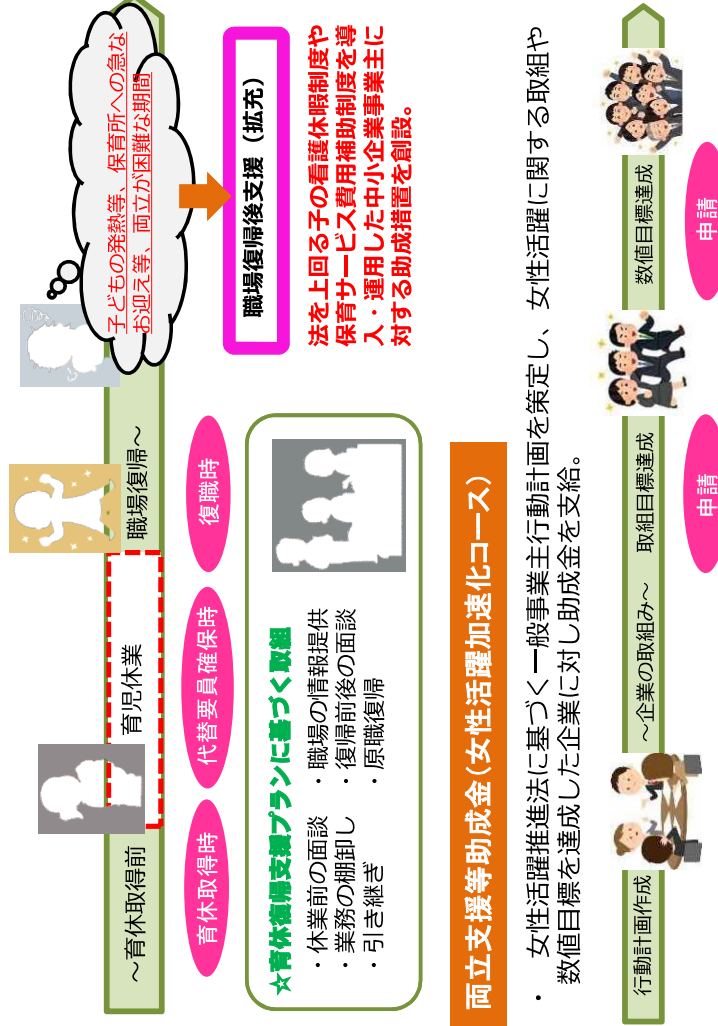 ～育休取得前
育児休業
職場復帰～
子どもの発熱等、保育所への急な
お迎え等、両立が困難な期間
育休取得時
代替要員確保時
復職時
職場復帰後支援（拡充）
☆育休復帰支援プランに基づく取組
・休業前の面談
・業務の棚卸し
・引き継ぎ
・職場の情報提供
・復帰前後の面談
・原職復帰
法を上回る子の看護休暇制度や
保育サービス費用補助制度を導
入・運用した中小企業事業主に
対する助成措置を創設。
両立支援等助成金（女性活躍加速化コース）
・ 女性活躍推進法に基づく一般事業主行動計画を策定し、女性活躍に関する取組や
数値目標を達成した企業に対し助成金を支給。
行動計画作成
～企業の取組み～
取組目標達成
数値目標達成
申請
申請